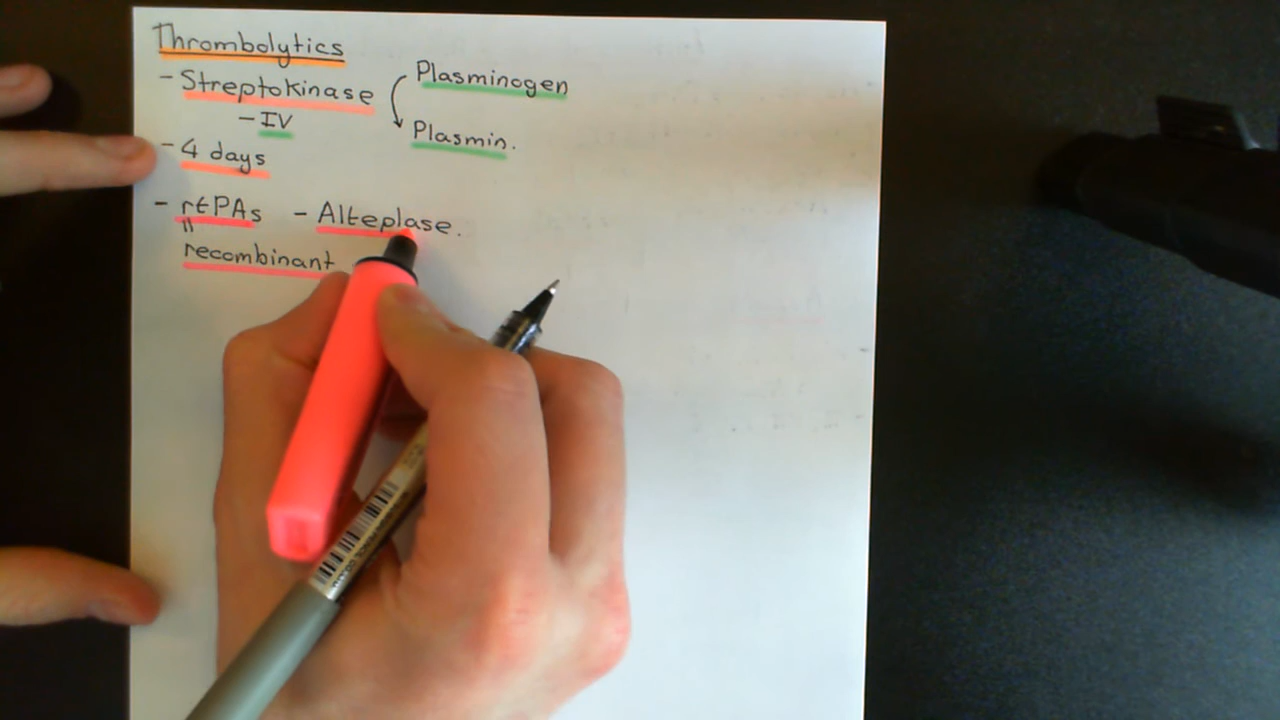 Thrombolytics
- Streptokinase
- IV
Plasminogen
Plasmin.
- 4 days
- rtPAs - Alteplase.
recombinant